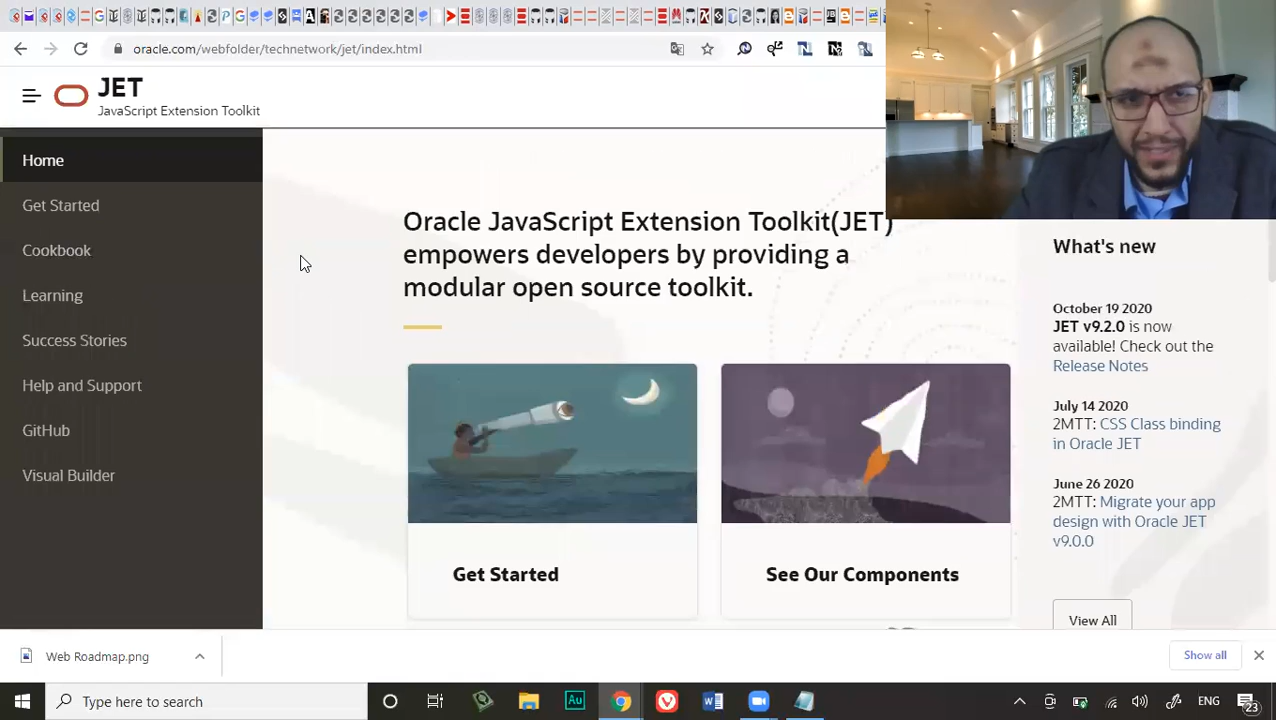 oracle.com/webfolder/technetwork/jet/index.html
JET
JavaScript Extension Toolkit
Home
Get Started
Cookbook
Learning
Success Stories
Help and Support
GitHub
Visual Builder
Oracle JavaScript Extension Toolkit(JET)
empowers developers by providing a
modular open source toolkit.
Get Started
See Our Components
What's new
October 19 2020
JET v9.2.0 is now
available! Check out the
Release Notes
July 14 2020
2MTT: CSS Class binding
in Oracle JET
June 26 2020
2MTT: Migrate your app
design with Oracle JET
v9.0.0
View All
Web Roadmap.png
Show all
Type here to search
Au
ENG
23